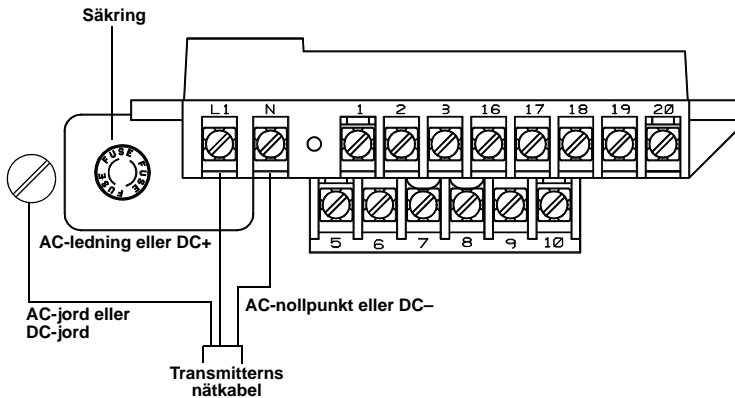 Säkring
L1 N 1 2 3 16 17 18 19 20
FUSE FUSE FUSE FUSE
5 6 7 8 9 10
AC-ledning eller DC+
AC-nollpunkt eller DC–
AC-jord eller
DC-jord
Transmitterns
nätkabel